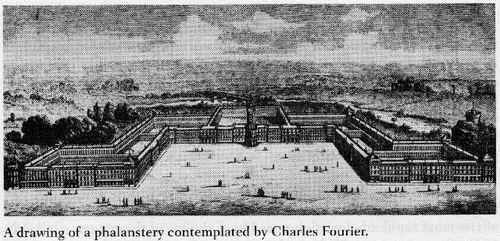 A drawing of a phalanstery contemplated by Charles Fourier.